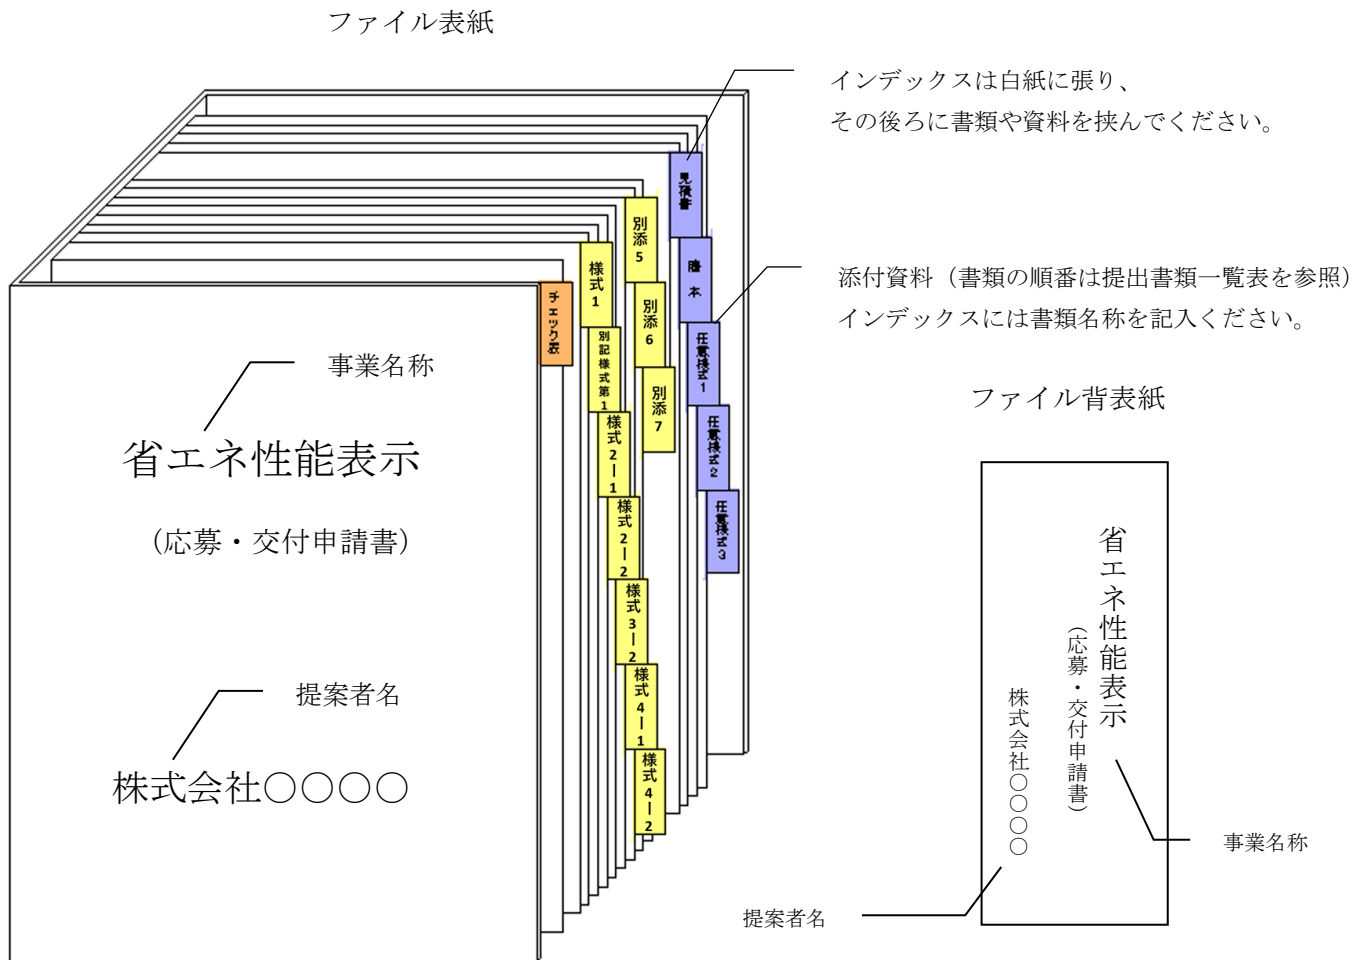 ファイル表紙
インデックスは白紙に張り、
その後ろに書類や資料を挟んでください。
添付資料（書類の順番は提出書類一覧表を参照）
インデックスには書類名称を記入ください。
チェック表
様式1
別記様式第1
様式2－1
様式2－2
様式3－2
様式4－1
様式4－2
別添5
別添6
別添7
見積書
謄本
任意様式1
任意様式2
任意様式3
事業名称
省エネ性能表示
（応募・交付申請書）
提案者名
株式会社○○○○
ファイル背表紙
省エネ性能表示
（応募・交付申請書）
株式会社○○○○
事業名称
提案者名